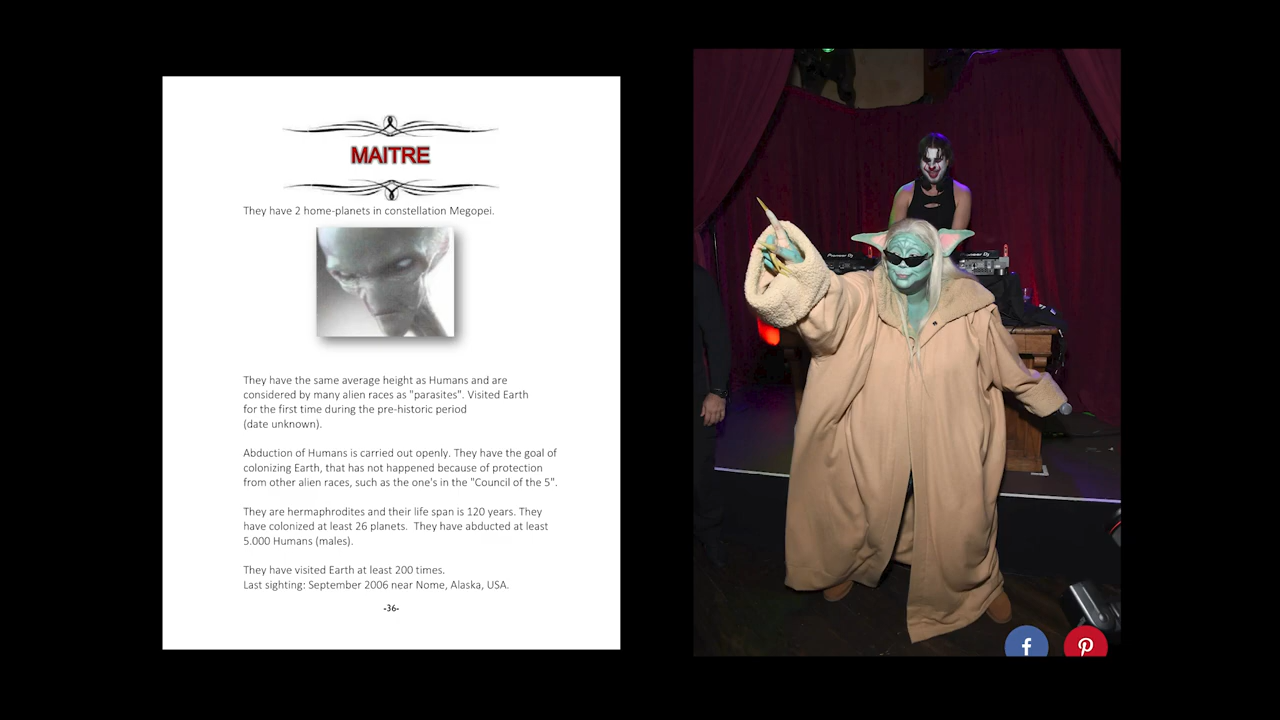 MAITRE
They have 2 home-planets in constellation Megopei.
They have the same average height as Humans and are
considered by many alien races as "parasites". Visited Earth
for the first time during the pre-historic period
(date unknown).
Abduction of Humans is carried out openly. They have the goal of
colonizing Earth, that has not happened because of protection
from other alien races, such as the one's in the "Council of the 5".
They are hermaphrodites and their life span is 120 years. They
have colonized at least 26 planets.  They have abducted at least
5.000 Humans (males).
They have visited Earth at least 200 times.
Last sighting: September 2006 near Nome, Alaska, USA.
-36-
Pioneer Dj
Pioneer Dj
f